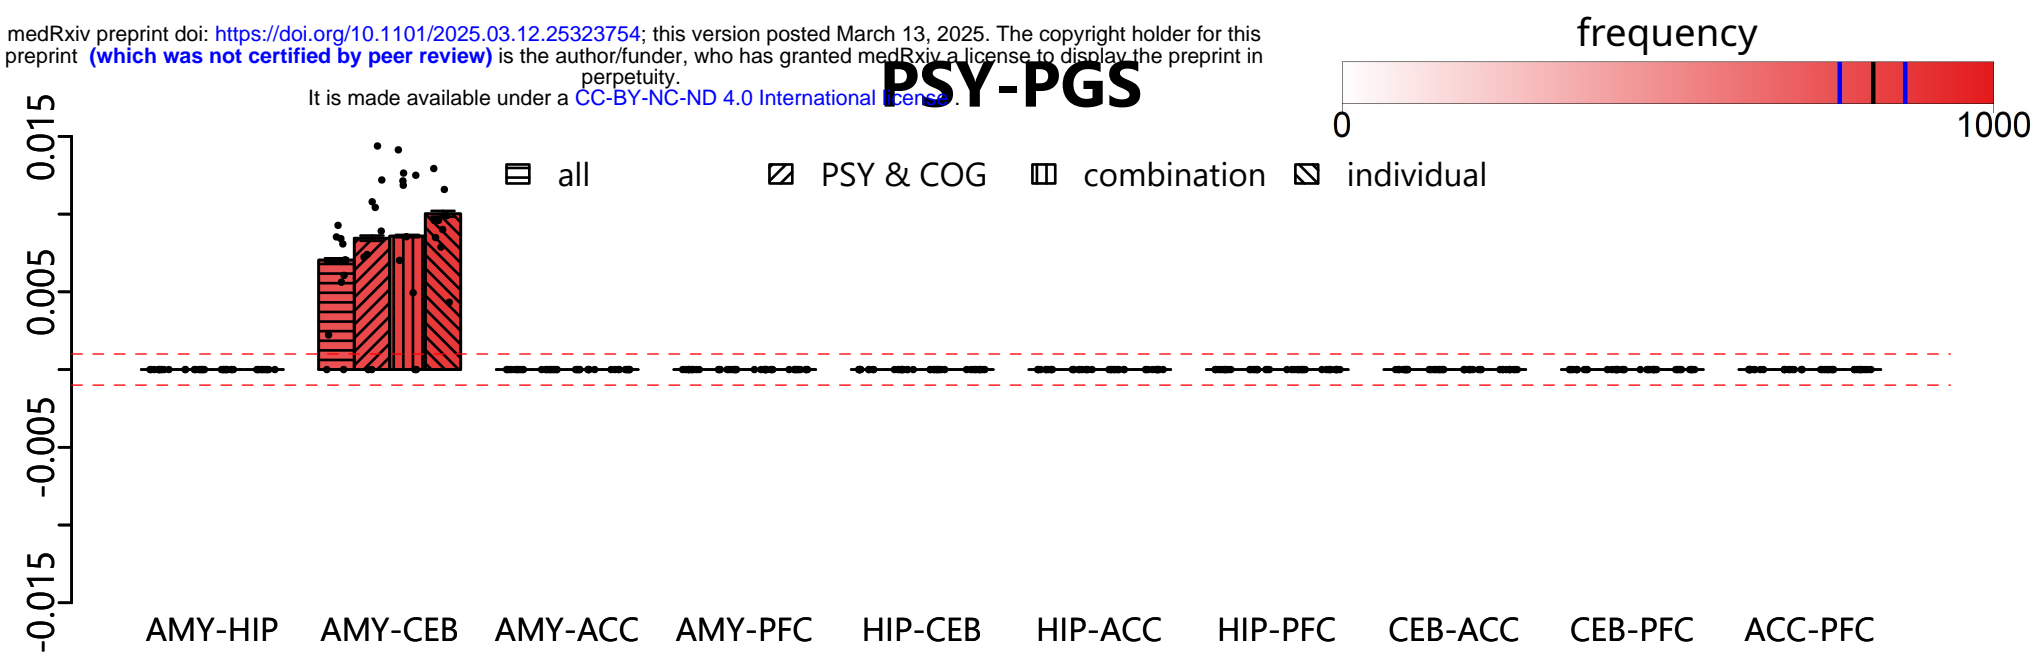 medRxiv preprint doi: https://doi.org/10.1101/2025.03.12.25323754; this version posted March 13, 2025. The copyright holder for this
preprint (which was not certified by peer review) is the author/funder, who has granted medRxiv a license to display the preprint in
perpetuity.
It is made available under a CC-BY-NC-ND 4.0 International license .
PSY-PGS
frequency
0 1000
all PSY & COG combination individual
0.015
0.005
-0.005
-0.015
AMY-HIP AMY-CEB AMY-ACC AMY-PFC HIP-CEB HIP-ACC HIP-PFC CEB-ACC CEB-PFC ACC-PFC